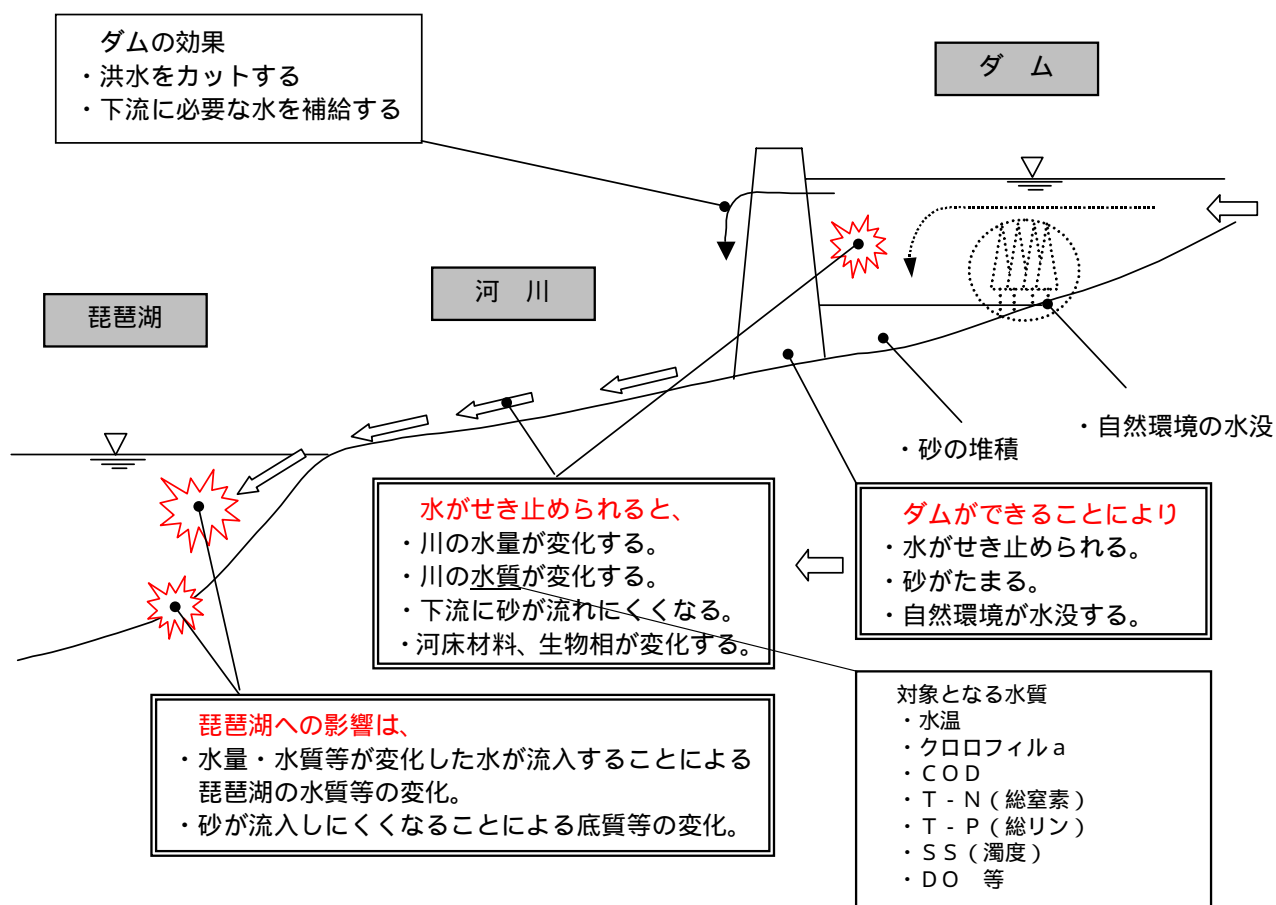 ダムの効果
・洪水をカットする
・下流に必要な水を補給する
ダ　ム
河　川
琵琶湖
・自然環境の水没
・砂の堆積
水がせき止められると、
・川の水量が変化する。
・川の水質が変化する。
・下流に砂が流れにくくなる。
・河床材料、生物相が変化する。
ダムができることにより
・水がせき止められる。
・砂がたまる。
・自然環境が水没する。
琵琶湖への影響は、
・水量・水質等が変化した水が流入することによる
琵琶湖の水質等の変化。
・砂が流入しにくくなることによる底質等の変化。
対象となる水質
・水温
・クロロフィルａ
・ＣＯＤ
・Ｔ‐Ｎ（総窒素）
・Ｔ‐Ｐ（総リン）
・ＳＳ（濁度）
・ＤＯ　等